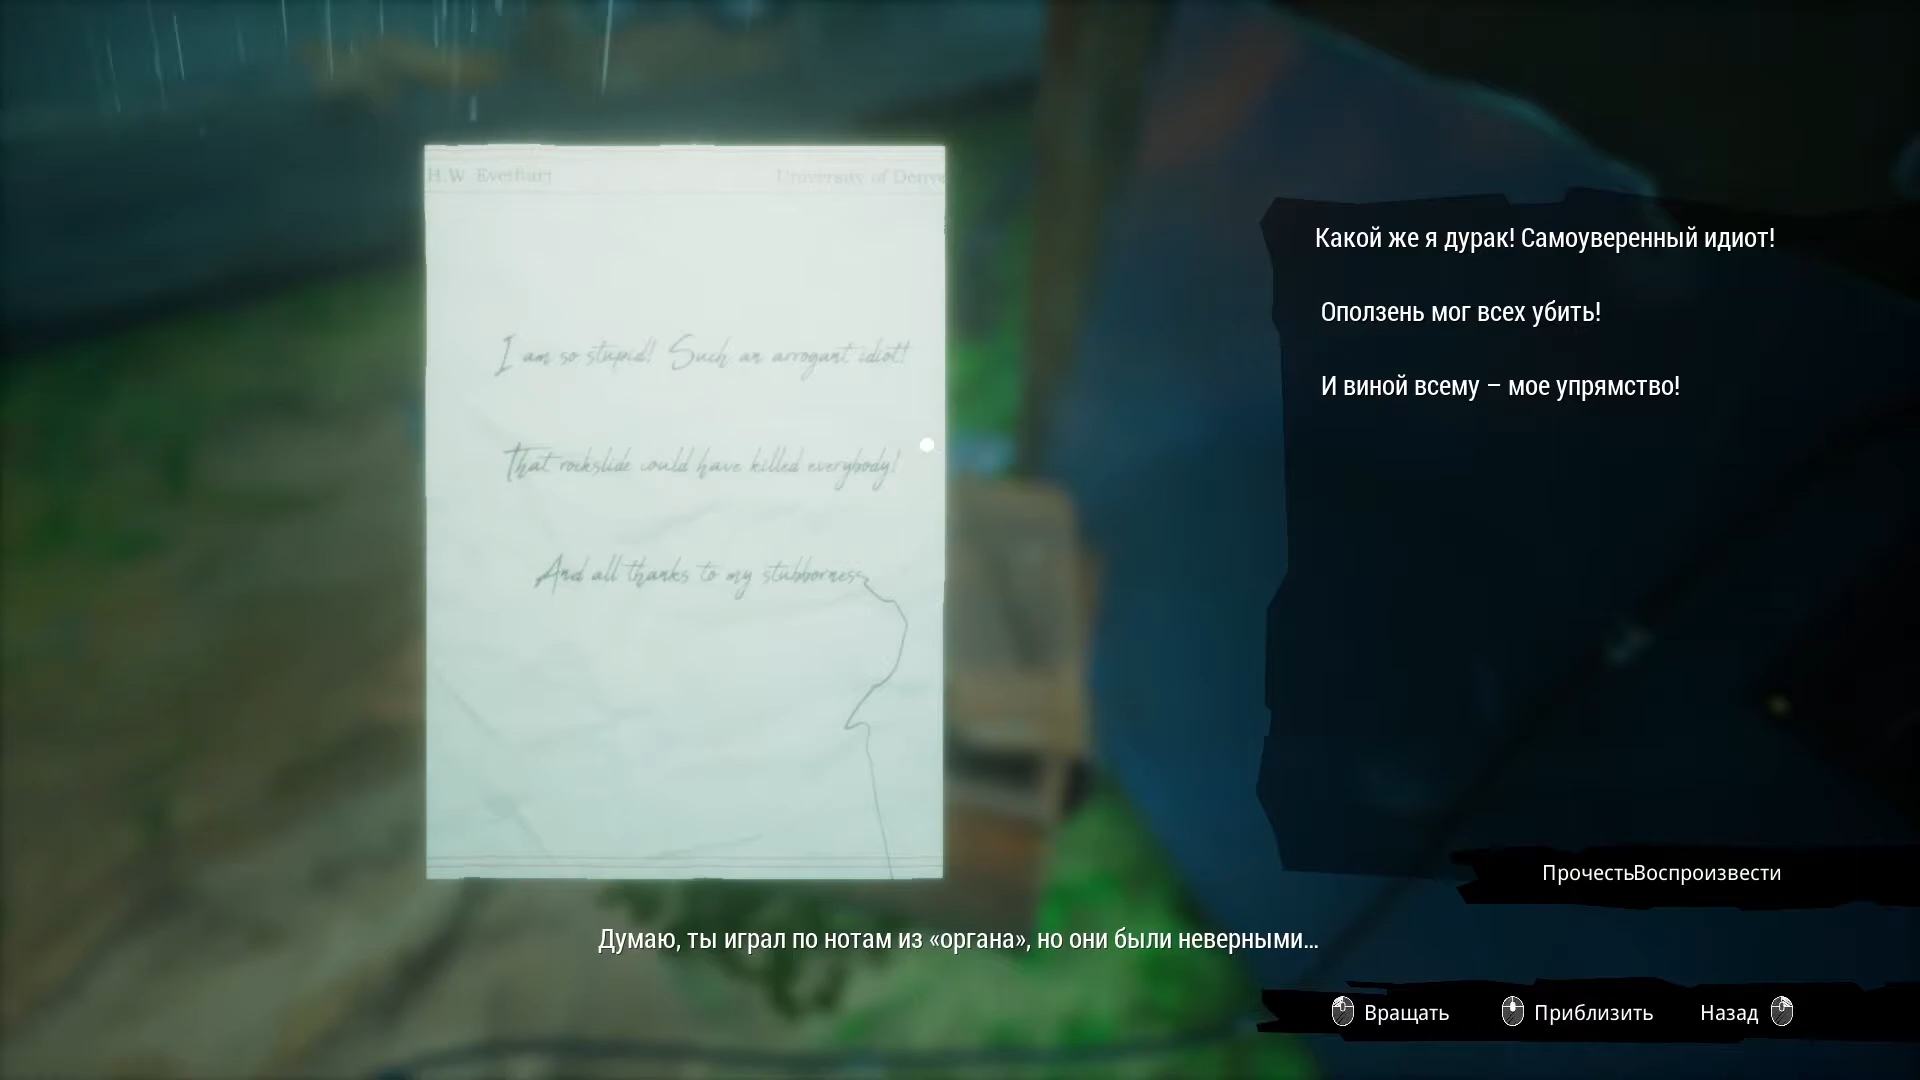 H.W. Everhart
University of Denve
I am so stupid! Such an arrogant idiot!
That rockslide could have killed everybody!
And all thanks to my stubborness
Какой же я дурак! Самоуверенный идиот!
Оползень мог всех убить!
И виной всему – мое упрямство!
ПрочестьВоспроизвести
Думаю, ты играл по нотам из «органа», но они были неверными...
Вращать
Приблизить
Назад